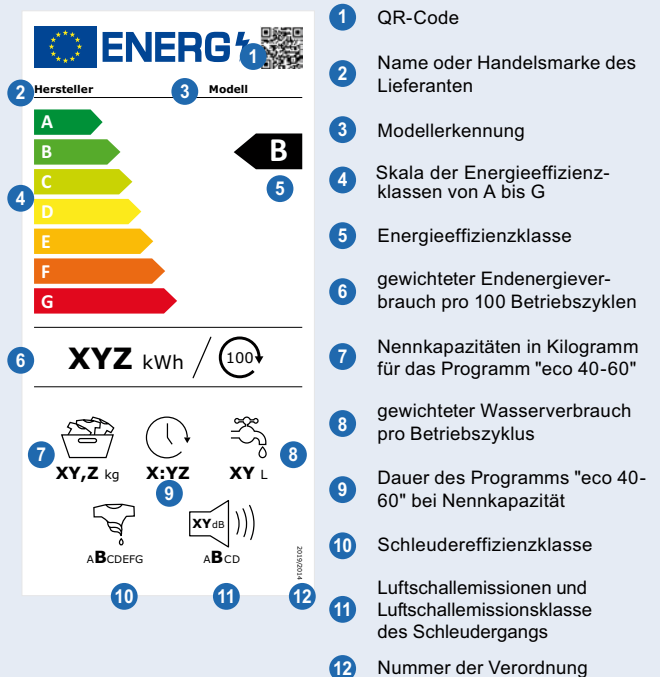 ENERG
1
2 Hersteller 3 Modell
A
B
C
D
E
F
G
4
B
5
6 XYZ kWh / 100
7 8
XY,Z kg X:YZ XY L
9
XY dB
ABCDEFG ABCD
2019/2014
10 11 12
1 QR-Code
2 Name oder Handelsmarke des
Lieferanten
3 Modellerkennung
4 Skala der Energieeffizienz-
klassen von A bis G
5 Energieeffizienzklasse
6 gewichteter Endenergiever-
brauch pro 100 Betriebszyklen
7 Nennkapazitäten in Kilogramm
für das Programm "eco 40-60"
8 gewichteter Wasserverbrauch
pro Betriebszyklus
9 Dauer des Programms "eco 40-
60" bei Nennkapazität
10 Schleudereffizienzklasse
11 Luftschallemissionen und
Luftschallemissionsklasse
des Schleudergangs
12 Nummer der Verordnung